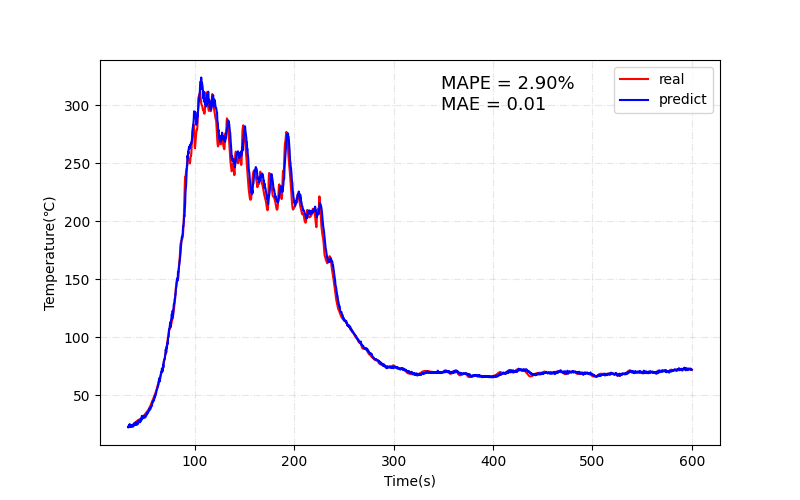 MAPE = 2.90%
MAE = 0.01
real
predict
Temperature(℃)
300
250
200
150
100
50
100 200 300 400 500 600
Time(s)